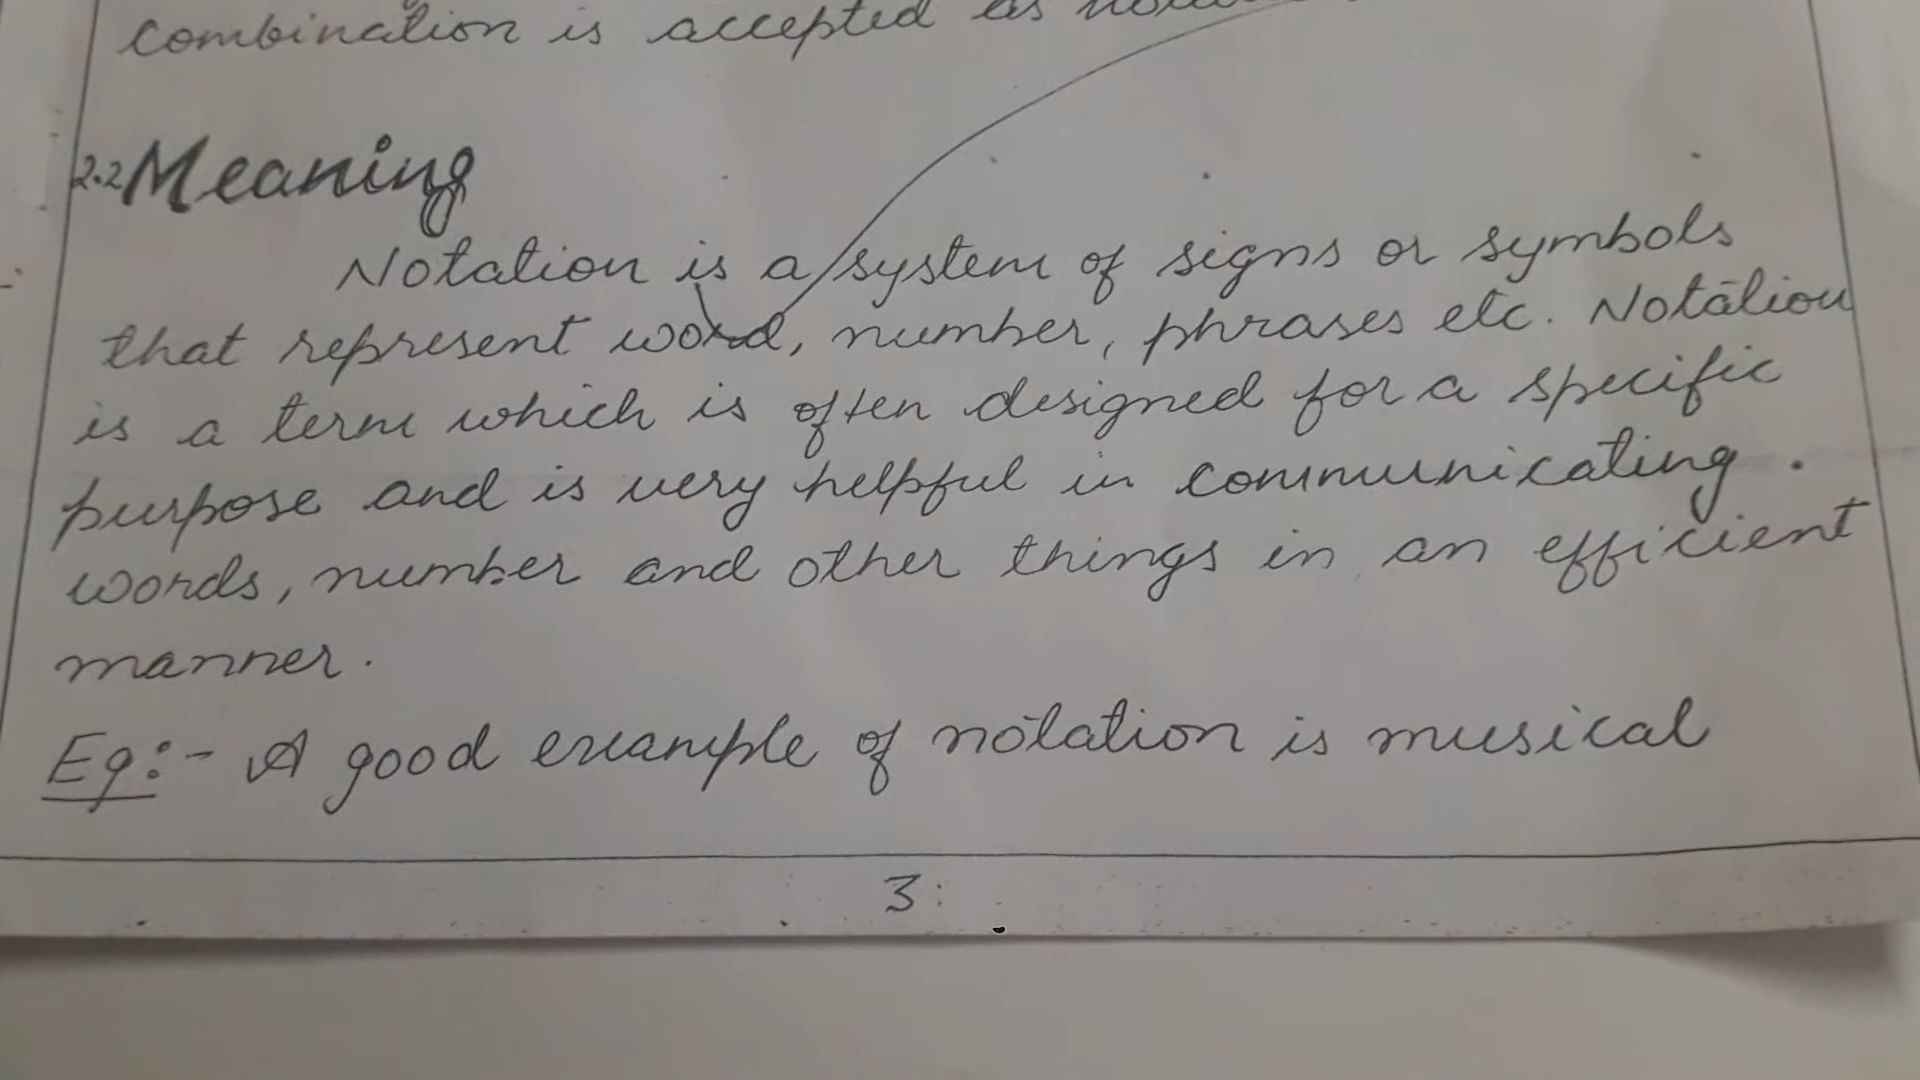 combination is accepted as
2.2 Meaning
Notation is a system of signs or symbols
that represent word, number, phrases etc. Notation
is a term which is often designed for a specific
purpose and is very helpful in communicating.
words, number and other things in an efficient
manner.
Eg:- A good example of notation is musical
3